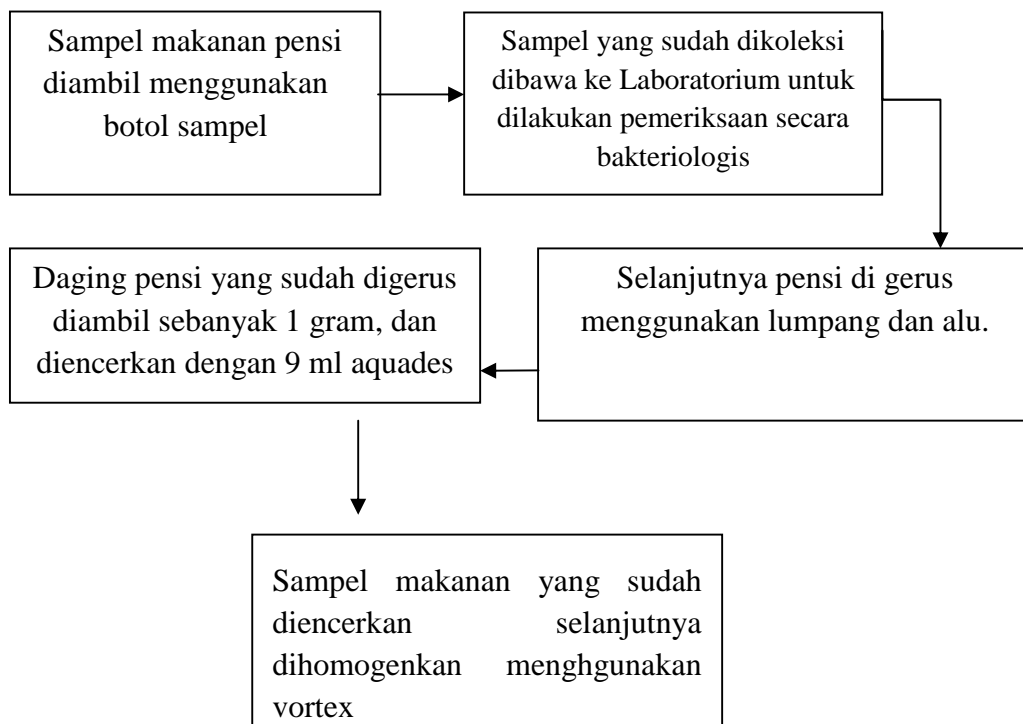 Sampel makanan pensi
diambil menggunakan
botol sampel
Sampel yang sudah dikoleksi
dibawa ke Laboratorium untuk
dilakukan pemeriksaan secara
bakteriologis
Selanjutnya pensi di gerus
menggunakan lumpang dan alu.
Daging pensi yang sudah digerus
diambil sebanyak 1 gram, dan
diencerkan dengan 9 ml aquades
Sampel makanan yang sudah
diencerkan selanjutnya
dihomogenkan menghgunakan
vortex